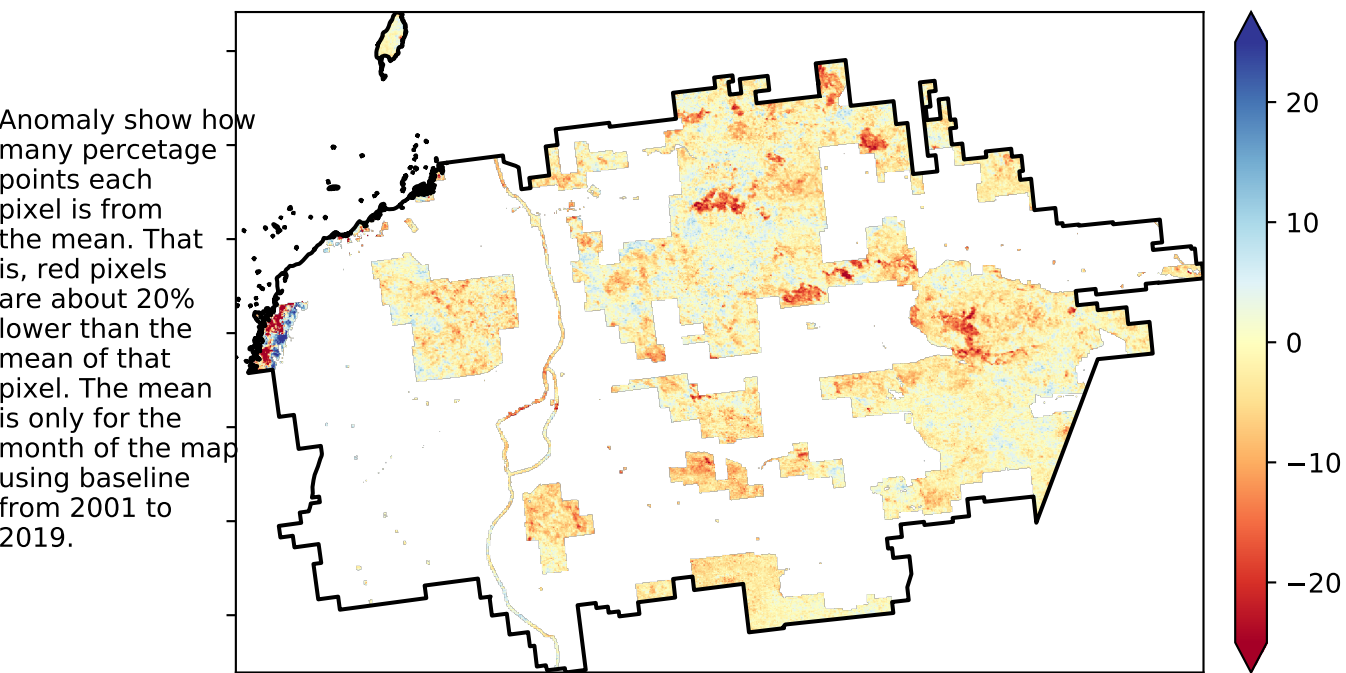 Anomaly show how
many percetage
points each
pixel is from
the mean. That
is, red pixels
are about 20%
lower than the
mean of that
pixel. The mean
is only for the
month of the map
using baseline
from 2001 to
2019.
20
10
0
−10
−20